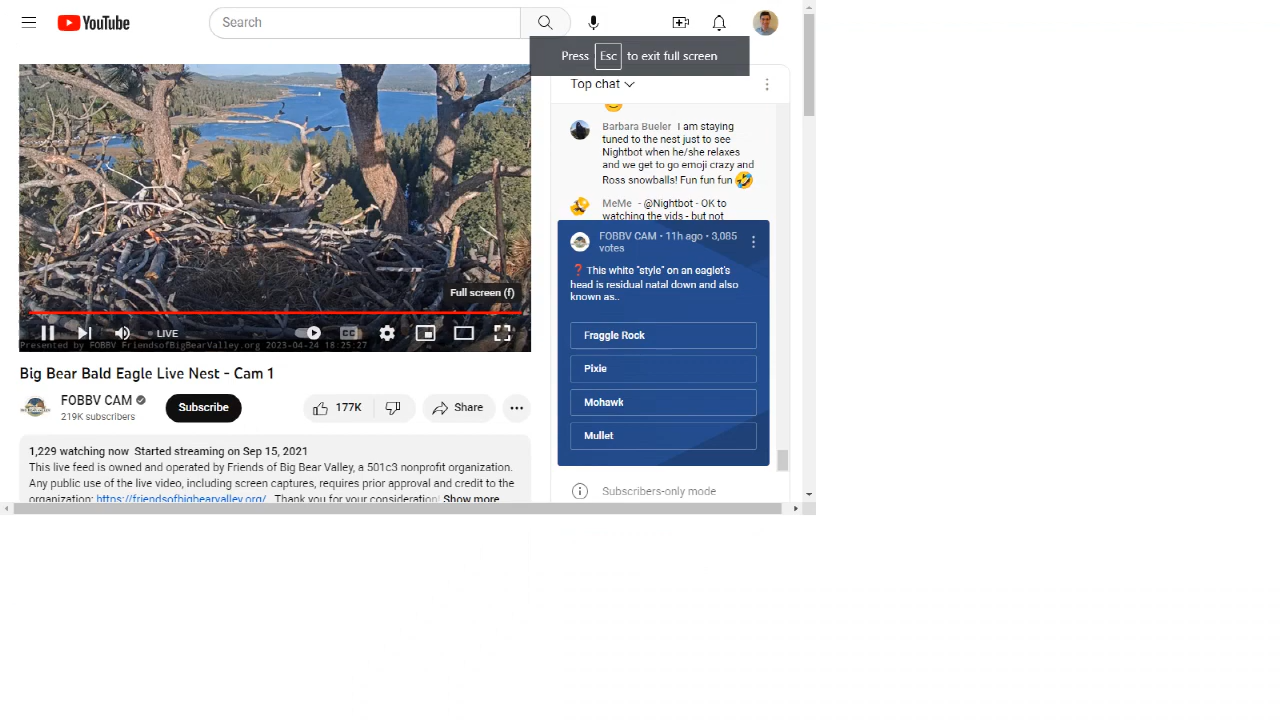 YouTube
Search
Press Esc to exit full screen
Top chat
Barbara Bueler I am staying
tuned to the nest just to see
Nightbot when he/she relaxes
and we get to go emoji crazy and
Ross snowballs! Fun fun fun
MeMe - @Nightbot - OK to
watching the vids - but not
FOBBV CAM • 11h ago • 3,085
votes
❓This white "style" on an eaglet's
head is residual natal down and also
known as..
Fraggle Rock
Pixie
Mohawk
Mullet
Subscribers-only mode
Full screen (f)
LIVE
CC
Presented by FOBBV FriendsofBigBearValley.org 2023-04-24 18:25:27
Big Bear Bald Eagle Live Nest - Cam 1
FOBBV CAM
219K subscribers
Subscribe
177K
Share
1,229 watching now Started streaming on Sep 15, 2021
This live feed is owned and operated by Friends of Big Bear Valley, a 501c3 nonprofit organization.
Any public use of the live video, including screen captures, requires prior approval and credit to the
organization: https://friendsofbigbearvalley.org/ . Thank you for your consideration! Show more